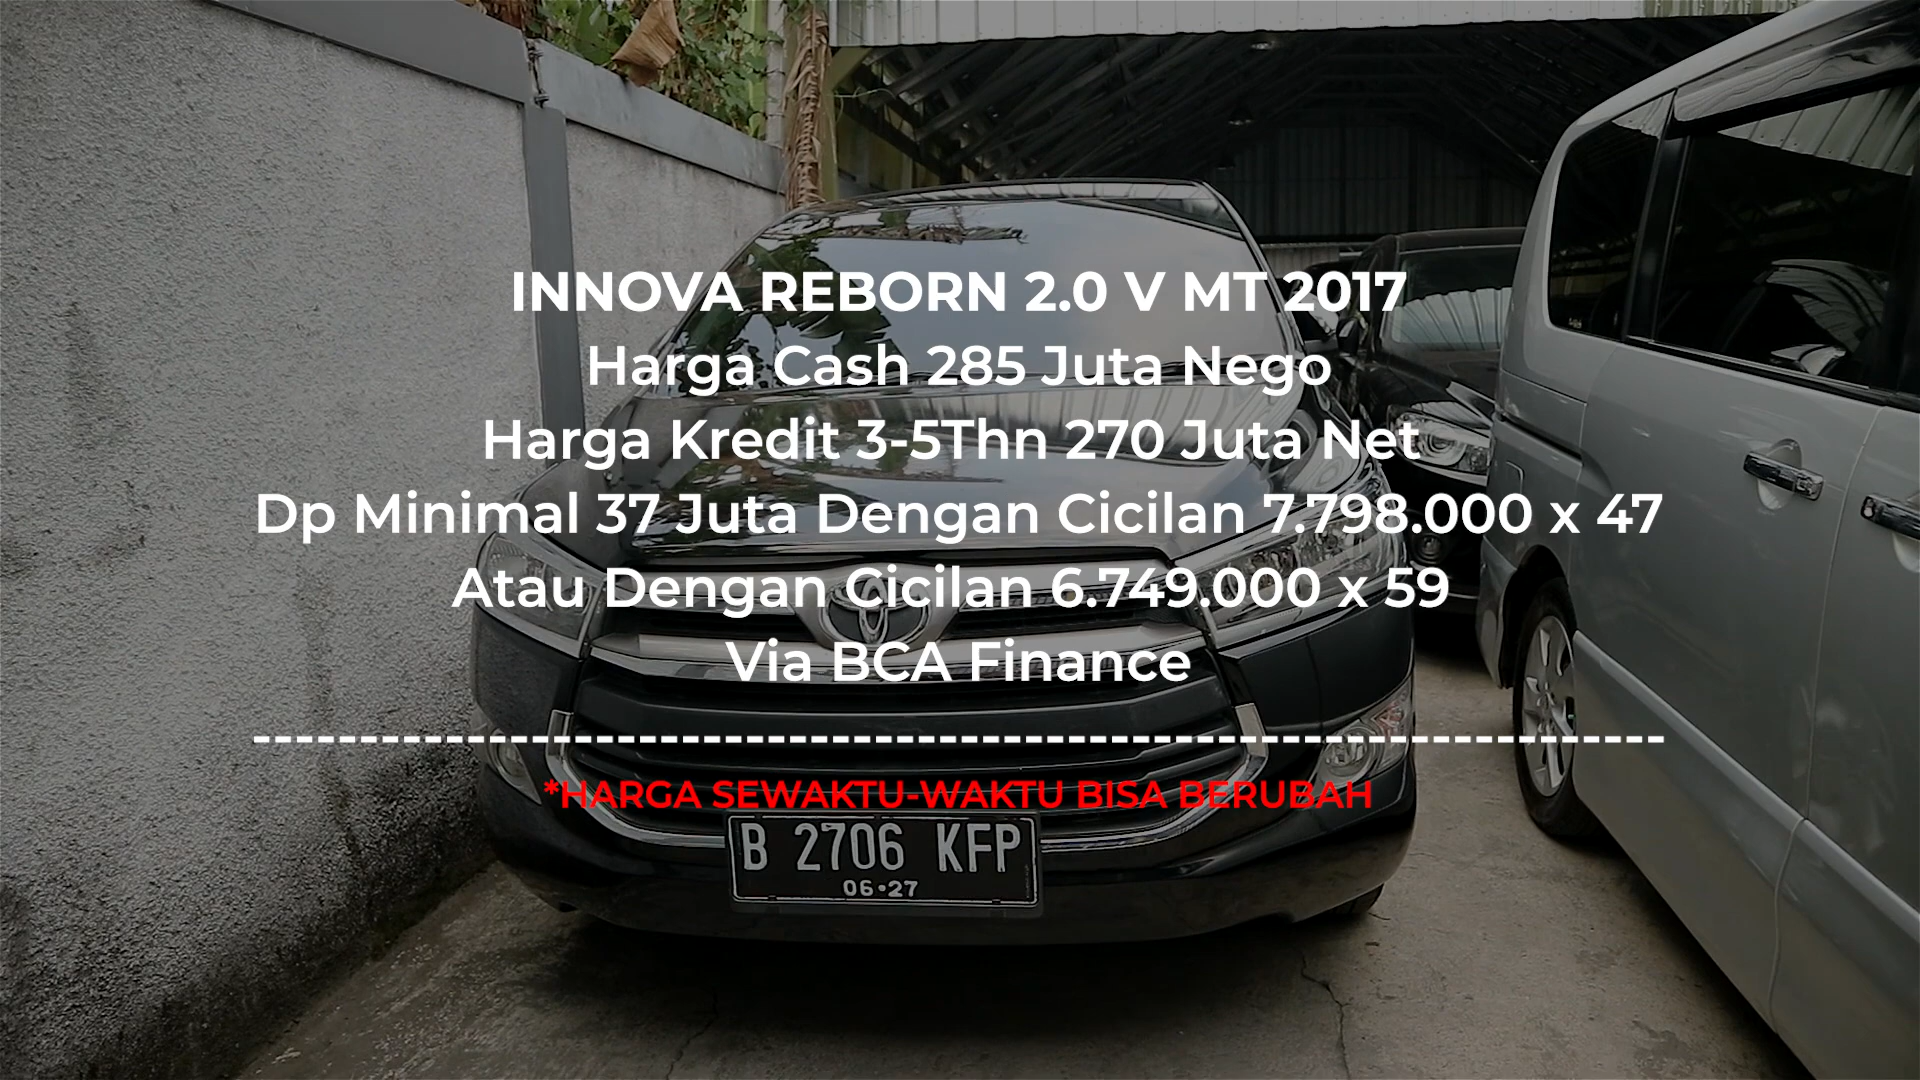 INNOVA REBORN 2.0 V MT 2017
Harga Cash 285 Juta Nego
Harga Kredit 3-5Thn 270 Juta Net
Dp Minimal 37 Juta Dengan Cicilan 7.798.000 x 47
Atau Dengan Cicilan 6.749.000 x 59
Via BCA Finance
------------------------------------------------------------------
*HARGA SEWAKTU-WAKTU BISA BERUBAH
B 2706 KFP
06•27